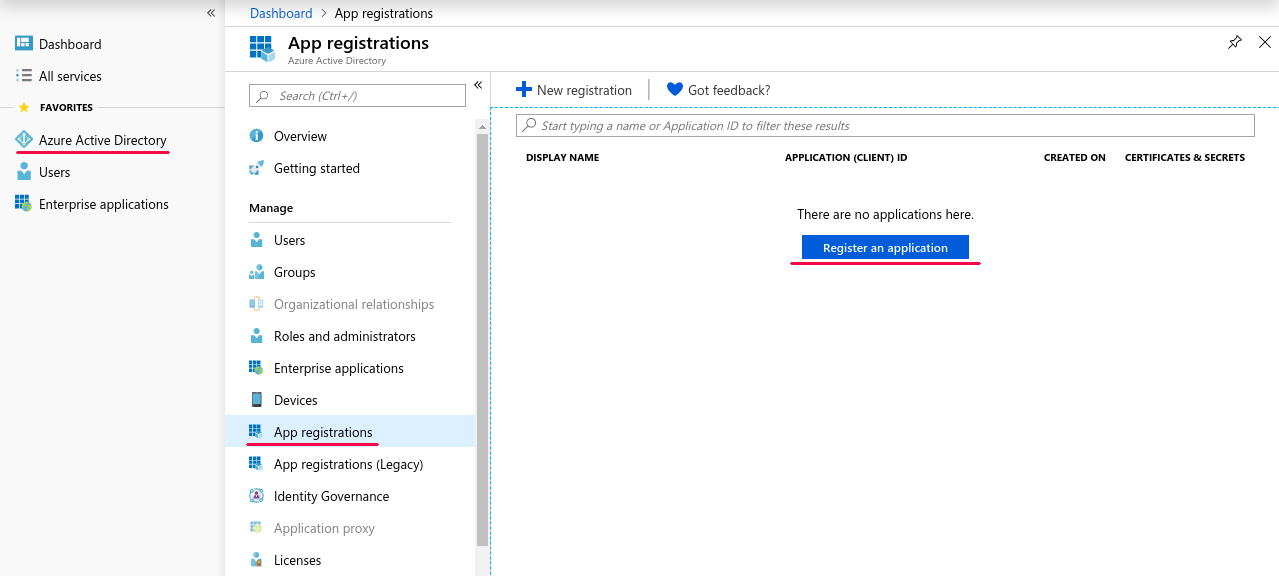 Dashboard > App registrations
Dashboard
All services
FAVORITES
Azure Active Directory
Users
Enterprise applications
App registrations
Azure Active Directory
Search (Ctrl+/)
Overview
Getting started
Manage
Users
Groups
Organizational relationships
Roles and administrators
Enterprise applications
Devices
App registrations
App registrations (Legacy)
Identity Governance
Application proxy
Licenses
New registration
Got feedback?
Start typing a name or Application ID to filter these results
DISPLAY NAME APPLICATION (CLIENT) ID CREATED ON CERTIFICATES & SECRETS
There are no applications here.
Register an application